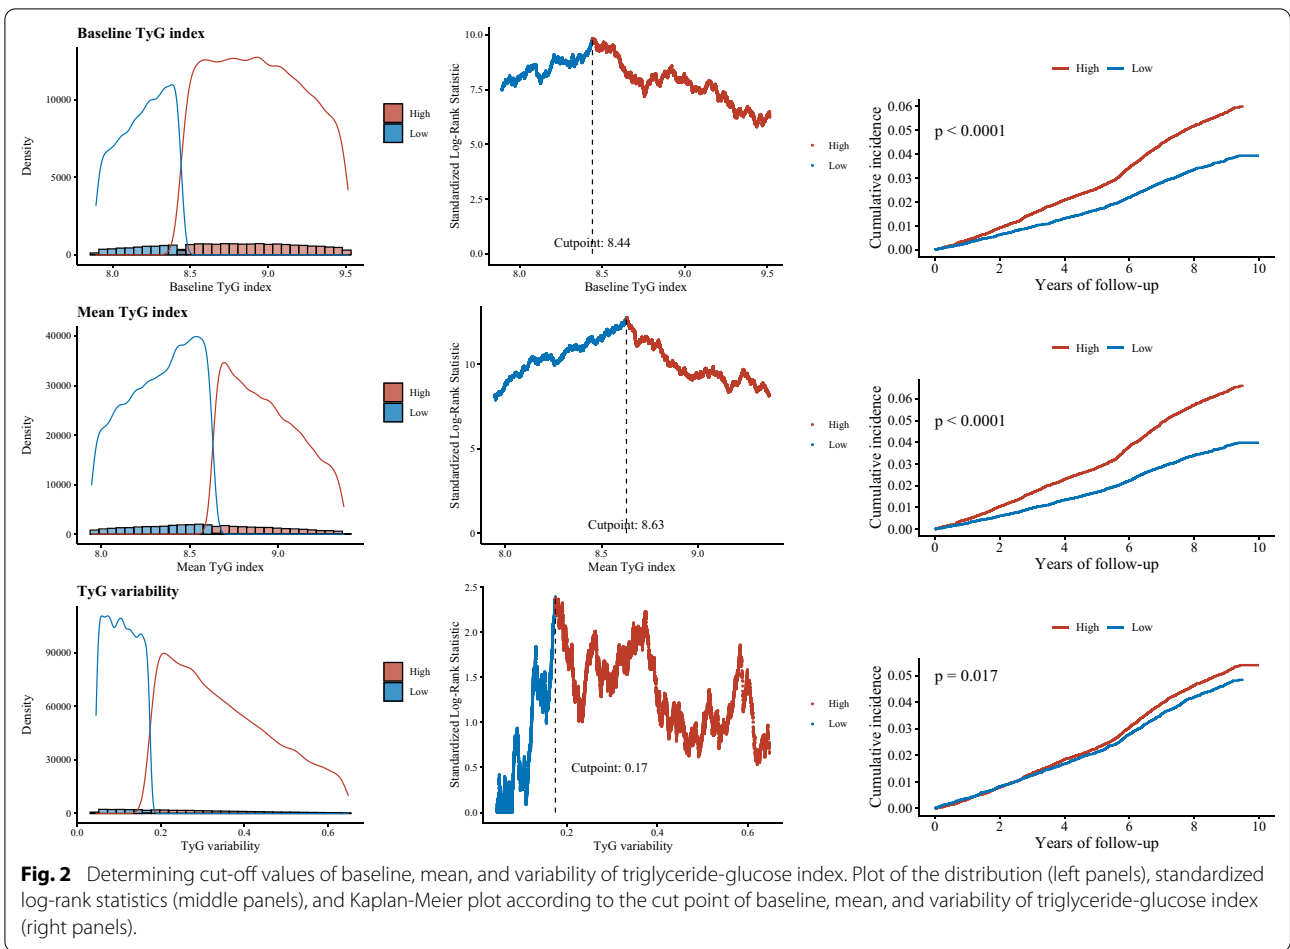 Baseline TyG index
10000
5000
0
Density
8.0 8.5 9.0 9.5
Baseline TyG index
High
Low
10.0
7.5
5.0
2.5
0.0
Standardized Log-Rank Statistic
Cutpoint: 8.44
8.0 8.5 9.0 9.5
Baseline TyG index
High
Low
High Low
0.06
0.05
0.04
0.03
0.02
0.01
0.00
Cumulative incidence
p < 0.0001
0 2 4 6 8 10
Years of follow-up
Mean TyG index
40000
30000
20000
10000
0
Density
8.0 8.5 9.0
Mean TyG index
High
Low
10
5
0
Standardized Log-Rank Statistic
Cutpoint: 8.63
8.0 8.5 9.0
Mean TyG index
High
Low
High Low
0.06
0.05
0.04
0.03
0.02
0.01
0.00
Cumulative incidence
p < 0.0001
0 2 4 6 8 10
Years of follow-up
TyG variability
90000
60000
30000
0
Density
0.0 0.2 0.4 0.6
TyG variability
High
Low
2.5
2.0
1.5
1.0
0.5
0.0
Standardized Log-Rank Statistic
Cutpoint: 0.17
0.2 0.4 0.6
TyG variability
High
Low
High Low
0.05
0.04
0.03
0.02
0.01
0.00
Cumulative incidence
p = 0.017
0 2 4 6 8 10
Years of follow-up
Fig. 2 Determining cut-off values of baseline, mean, and variability of triglyceride-glucose index. Plot of the distribution (left panels), standardized
log-rank statistics (middle panels), and Kaplan-Meier plot according to the cut point of baseline, mean, and variability of triglyceride-glucose index
(right panels).